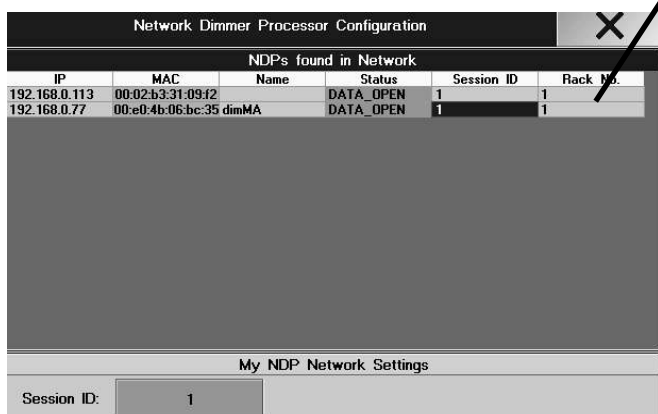 Network Dimmer Processor Configuration
NDPs found in Network
IP MAC Name Status Session ID Rack No.
192.168.0.113 00:02:b3:31:09:f2 DATA_OPEN 1 1
192.168.0.77 00:e0:4b:06:bc:35 dimMA DATA_OPEN 1 1
My NDP Network Settings
Session ID: 1